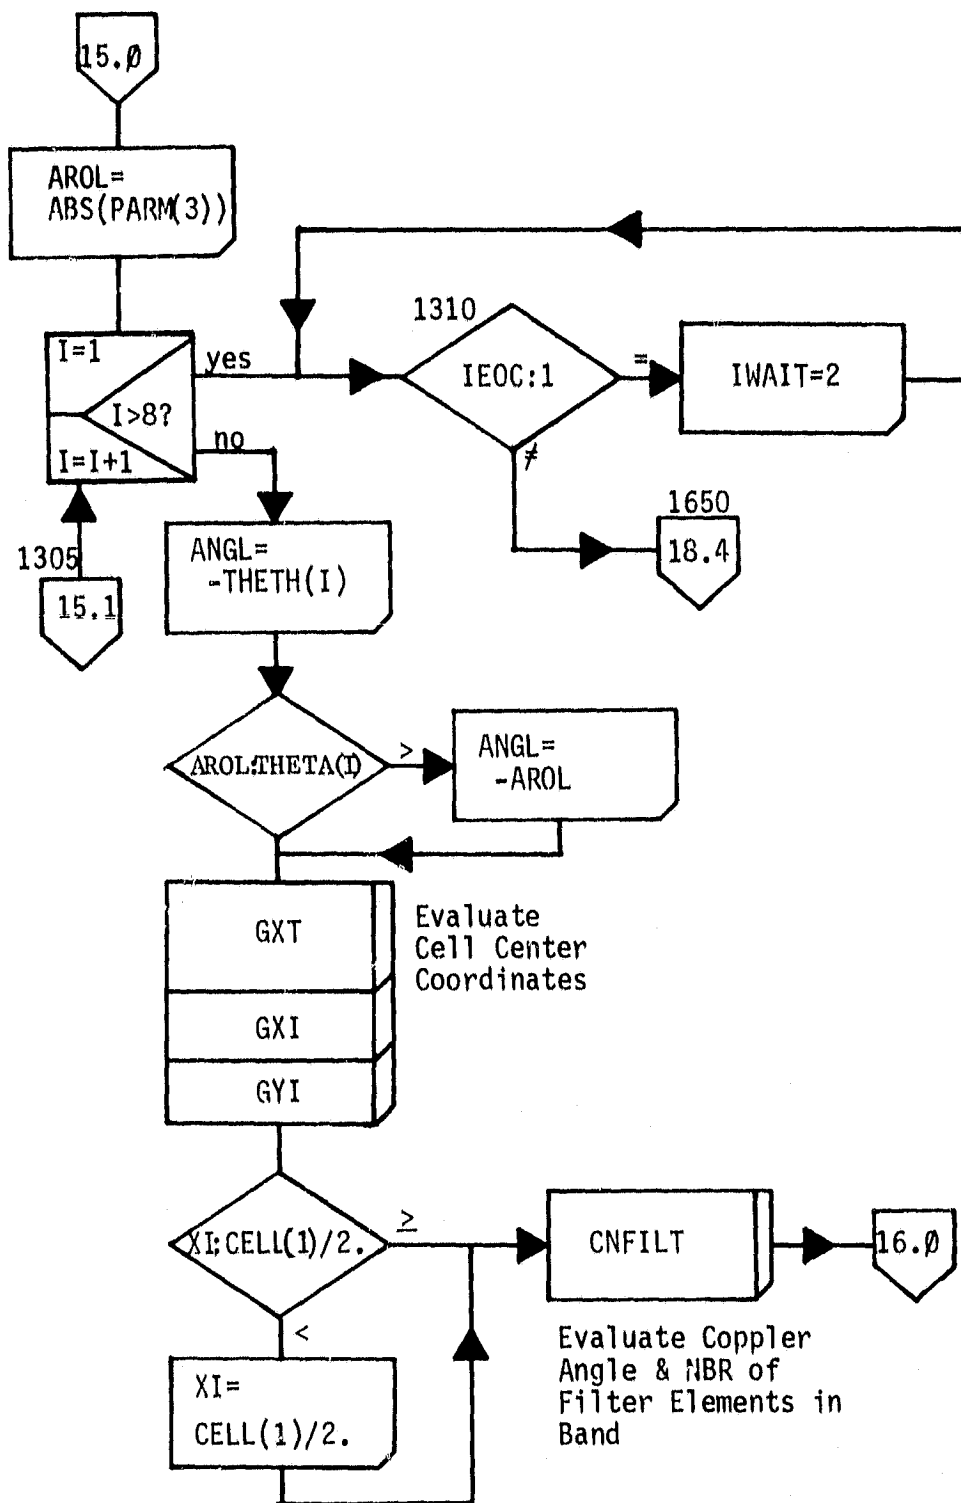 15.0
AROL=
ABS(PARM(3))
I=1
I>8?
I=I+1
yes
no
1310
IEOC:1
=
≠
IWAIT=2
1650
18.4
1305
15.1
ANGL=
-THETH(I)
AROL:THETA(I)
>
ANGL=
-AROL
GXT
GXI
GYI
Evaluate
Cell Center
Coordinates
XI:CELL(1)/2.
≥
<
CNFILT
16.0
Evaluate Coppler
Angle & NBR of
Filter Elements in
Band
XI=
CELL(1)/2.